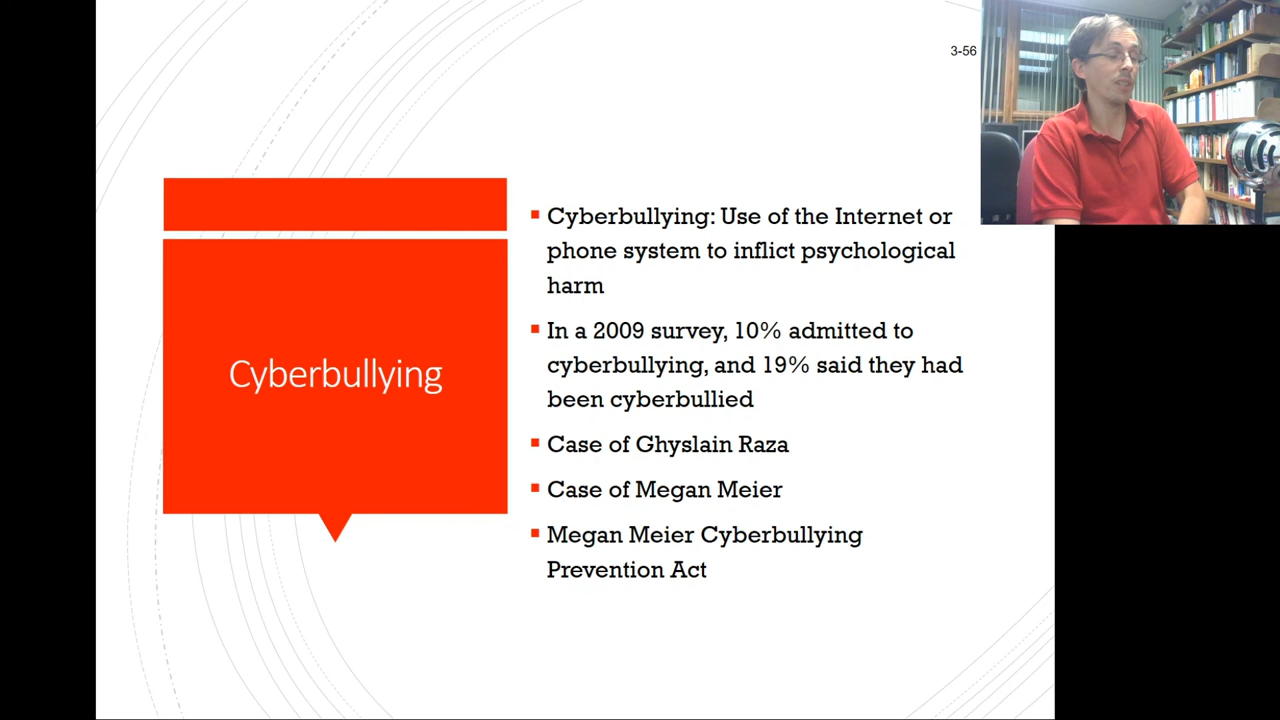 3-56
Cyberbullying
Cyberbullying: Use of the Internet or
phone system to inflict psychological
harm
In a 2009 survey, 10% admitted to
cyberbullying, and 19% said they had
been cyberbullied
Case of Ghyslain Raza
Case of Megan Meier
Megan Meier Cyberbullying
Prevention Act